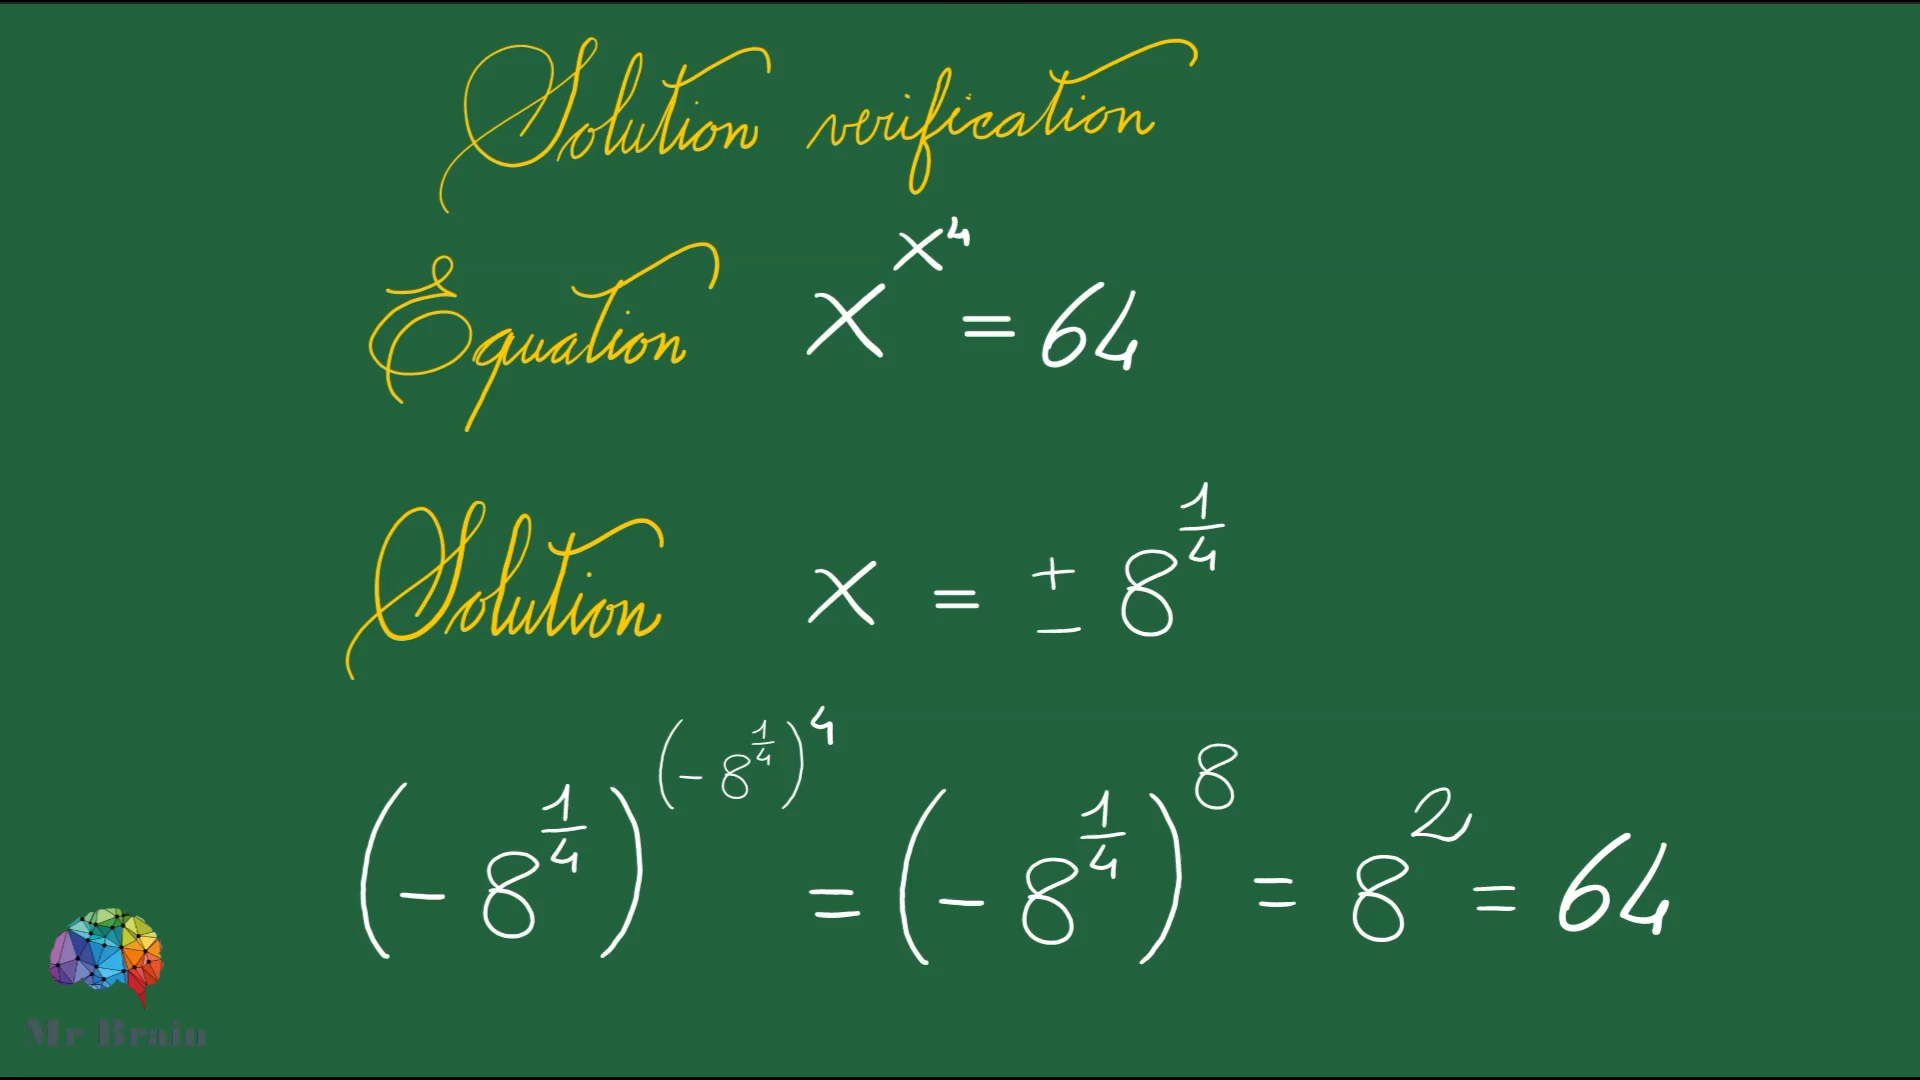 Solution verification
Equation x^{x^4} = 64
Solution x = ± 8^{1/4}
(-8^{1/4})^{(-8^{1/4})^4} = (-8^{1/4})^8 = 8^2 = 64
Mr Brain